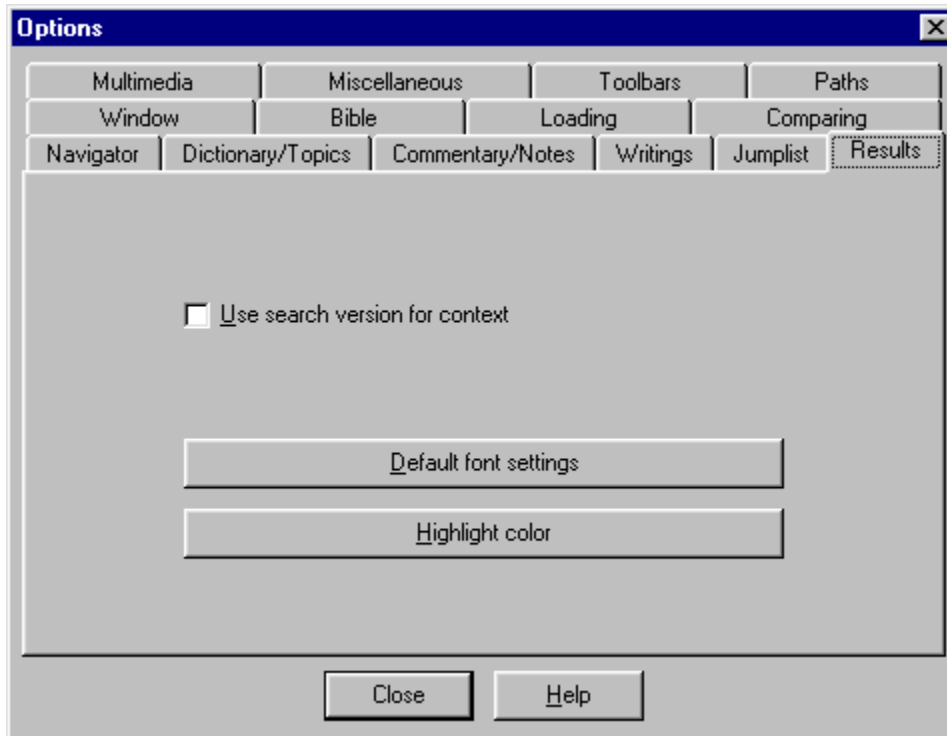 Options
Multimedia Miscellaneous Toolbars Paths
Window Bible Loading Comparing
Navigator Dictionary/Topics Commentary/Notes Writings Jumplist Results
Use search version for context
Default font settings
Highlight color
Close Help